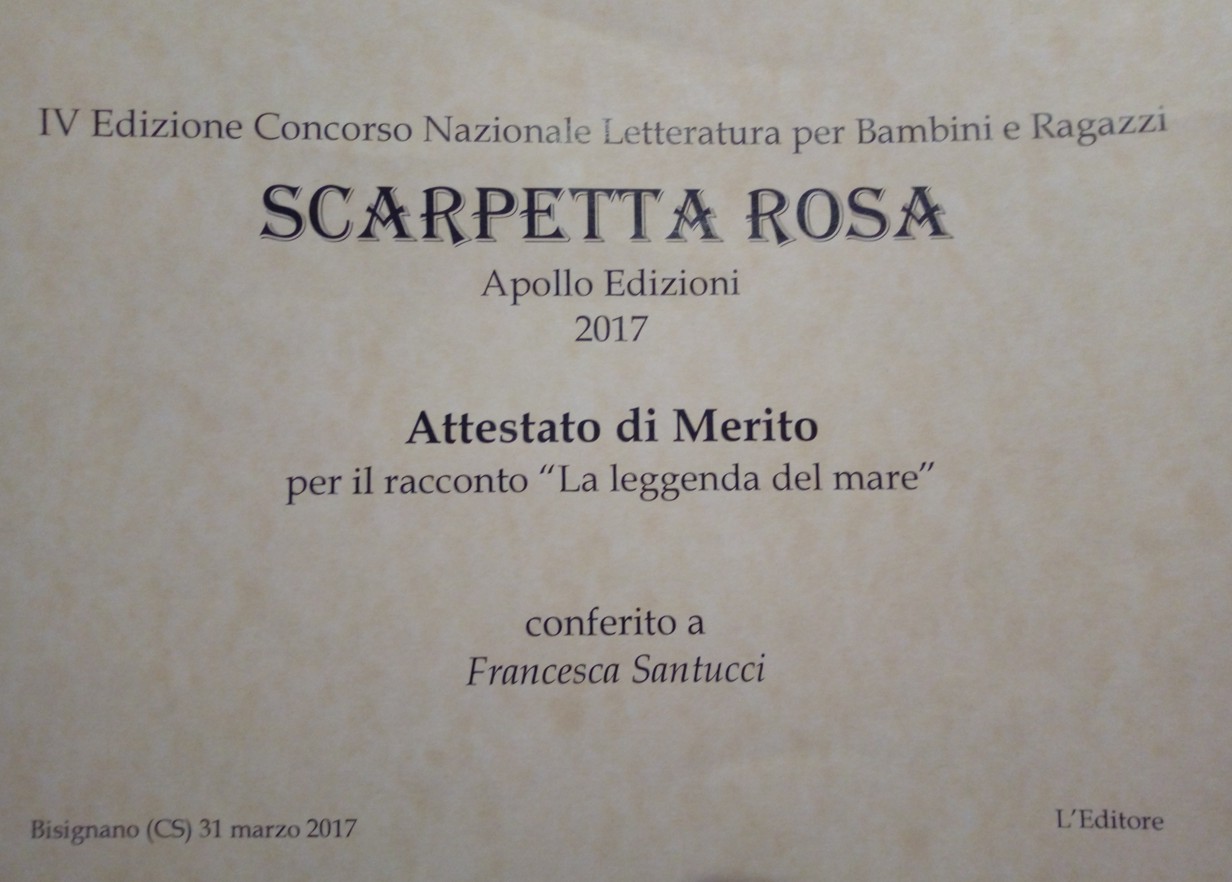 IV Edizione Concorso Nazionale Letteratura per Bambini e Ragazzi
SCARPETTA ROSA
Apollo Edizioni
2017
Attestato di Merito
per il racconto “La leggenda del mare”
conferito a
Francesca Santucci
Bisignano (CS) 31 marzo 2017
L’Editore